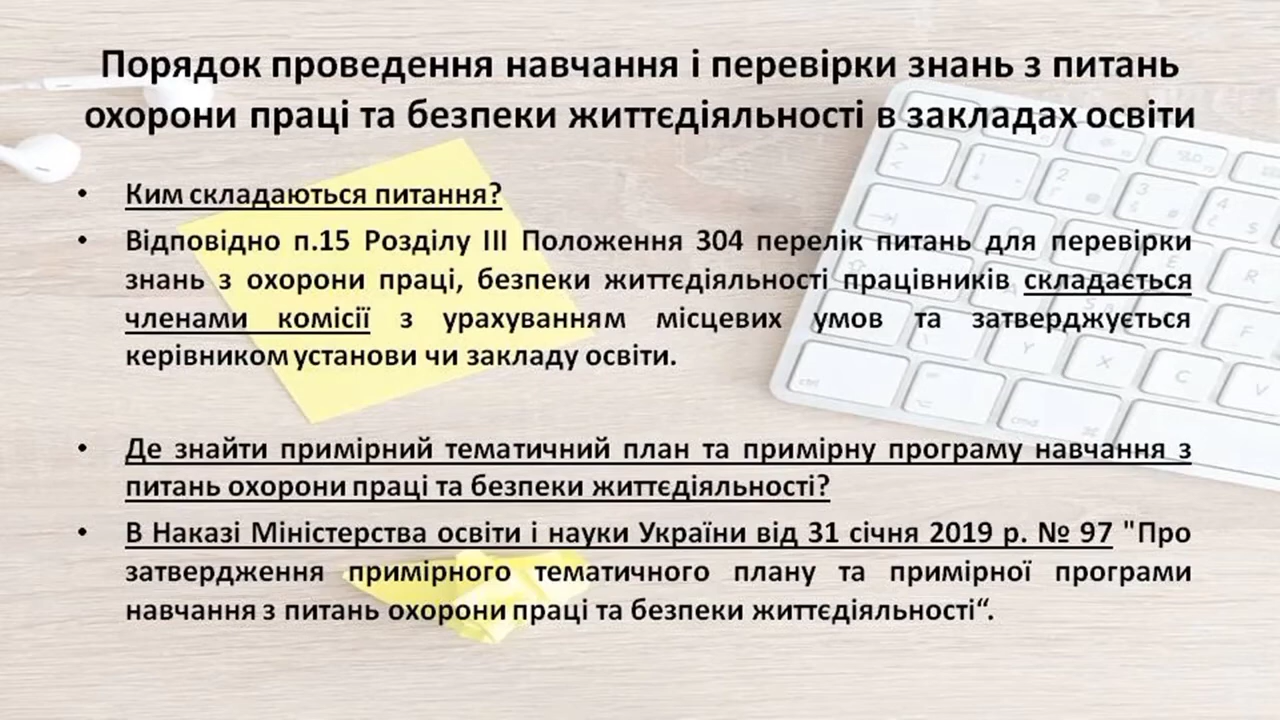 Порядок проведення навчання і перевірки знань з питань
охорони праці та безпеки життєдіяльності в закладах освіти
• Ким складаються питання?
• Відповідно п.15 Розділу ІІІ Положення 304 перелік питань для перевірки
знань з охорони праці, безпеки життєдіяльності працівників складається
членами комісії з урахуванням місцевих умов та затверджується
керівником установи чи закладу освіти.
• Де знайти примірний тематичний план та примірну програму навчання з
питань охорони праці та безпеки життєдіяльності?
• В Наказі Міністерства освіти і науки України від 31 січня 2019 р. № 97 "Про
затвердження примірного тематичного плану та примірної програми
навчання з питань охорони праці та безпеки життєдіяльності“.